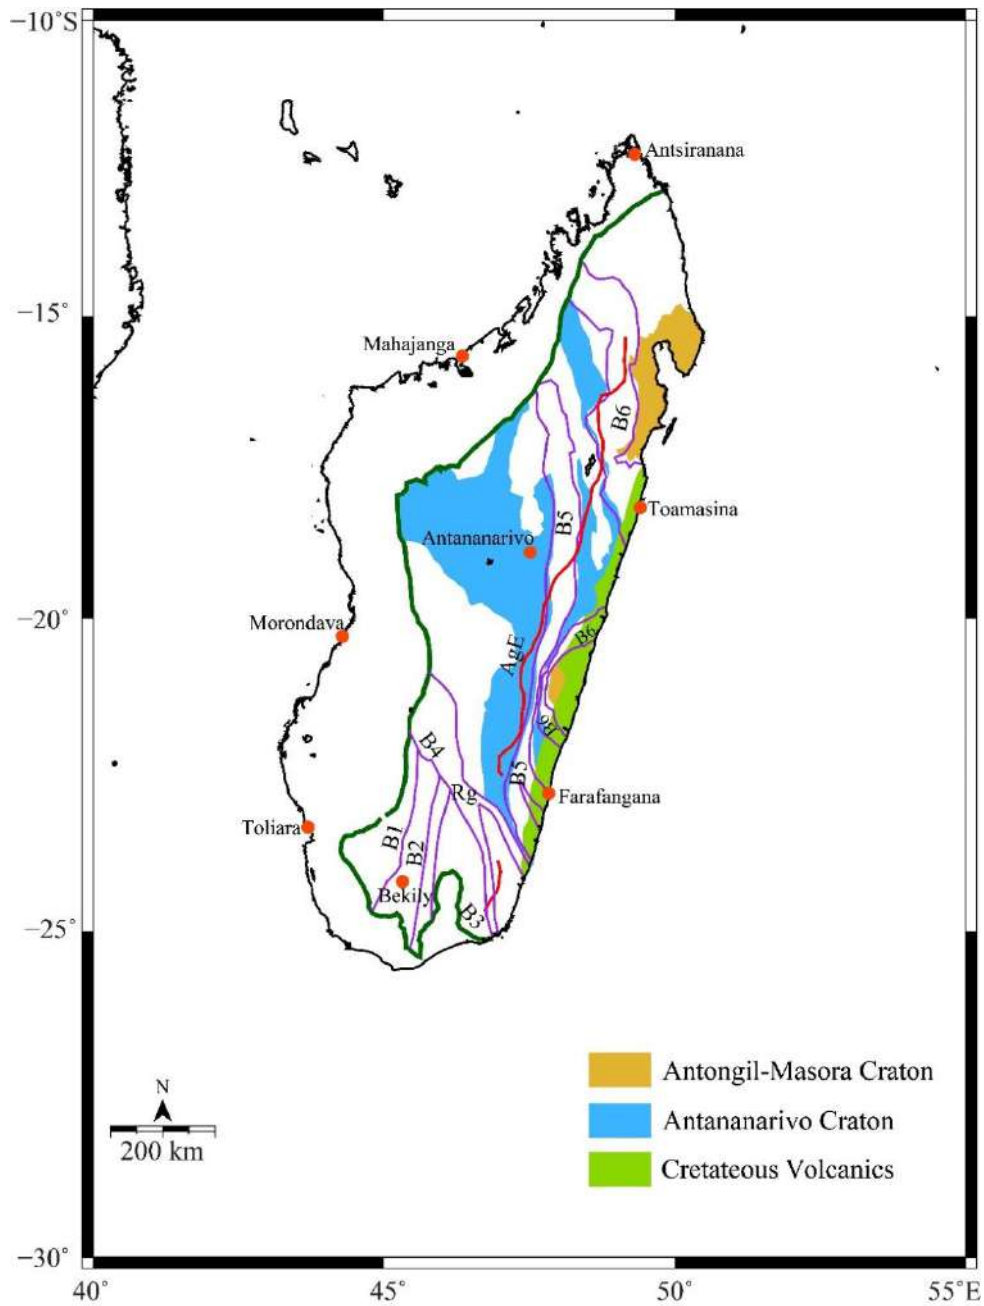 −10°S
Antsiranana
−15°
Mahajanga
B6
Toamasina
B5
Antananarivo
−20°
Morondava
B6
AgE
B6
B4
B5
Rg
Farafangana
Toliara
B1
B2
Bekily
B3
−25°
Antongil-Masora Craton
N
Antananarivo Craton
200 km
Cretateous Volcanics
−30°
40°
45°
50°
55°E